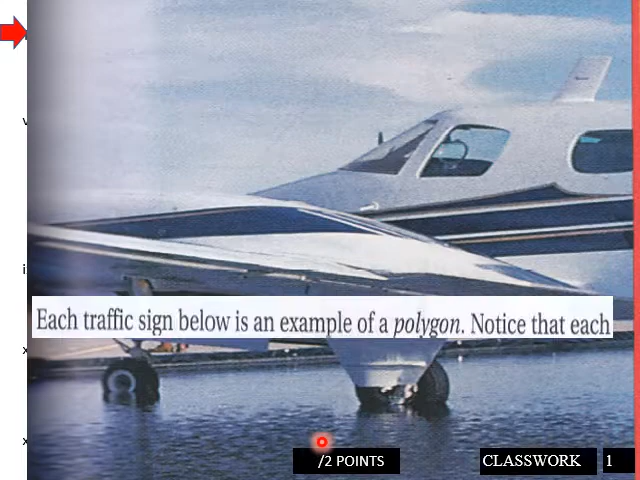 Each traffic sign below is an example of a polygon. Notice that each
/2 POINTS
CLASSWORK 1